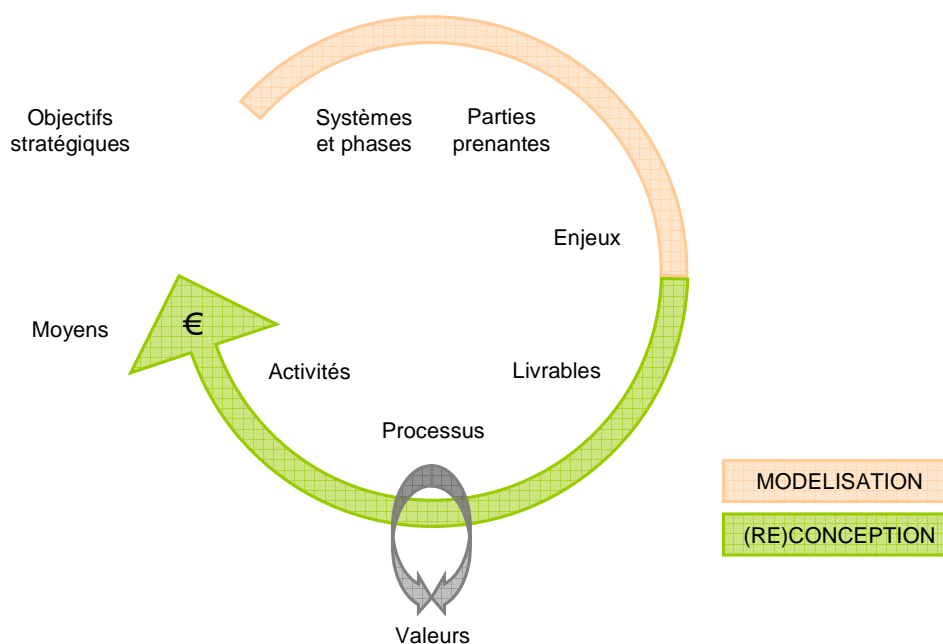 Objectifs
stratégiques
Systèmes
et phases
Parties
prenantes
Enjeux
Livrables
Processus
Activités
Moyens
€
Valeurs
MODELISATION
(RE)CONCEPTION